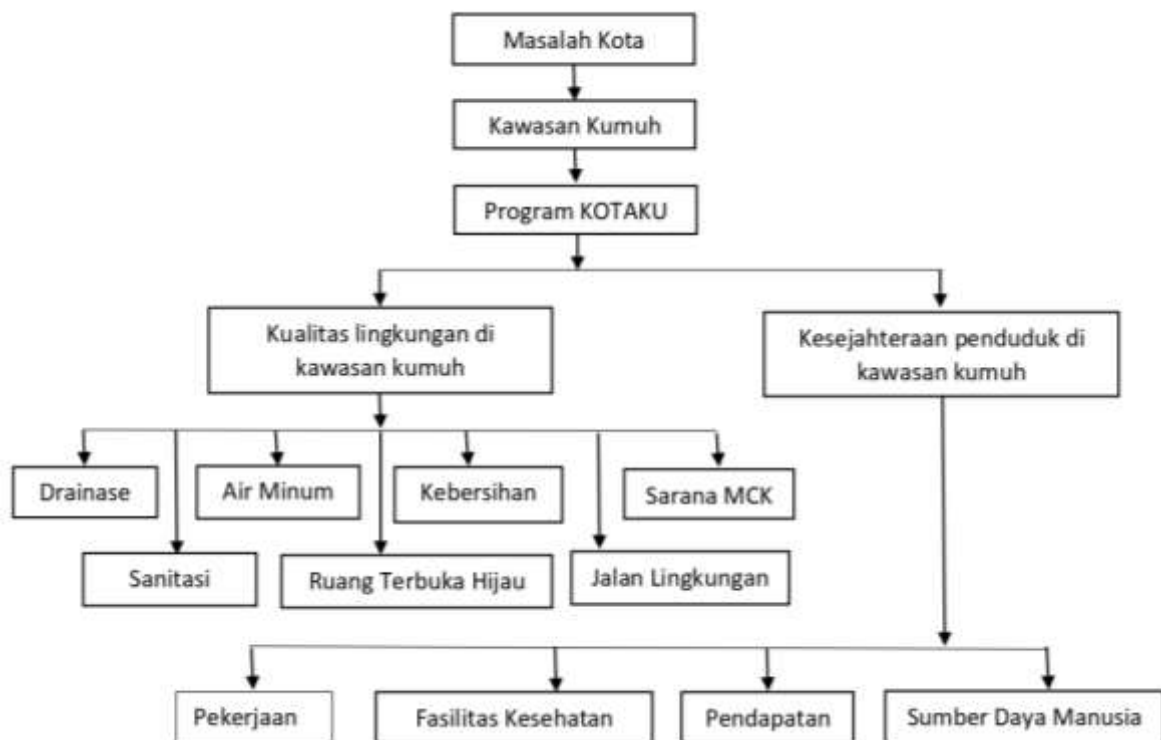 Masalah Kota
Kawasan Kumuh
Program KOTAKU
Kualitas lingkungan di
kawasan kumuh
Kesejahteraan penduduk di
kawasan kumuh
Drainase
Air Minum
Kebersihan
Sarana MCK
Sanitasi
Ruang Terbuka Hijau
Jalan Lingkungan
Pekerjaan
Fasilitas Kesehatan
Pendapatan
Sumber Daya Manusia